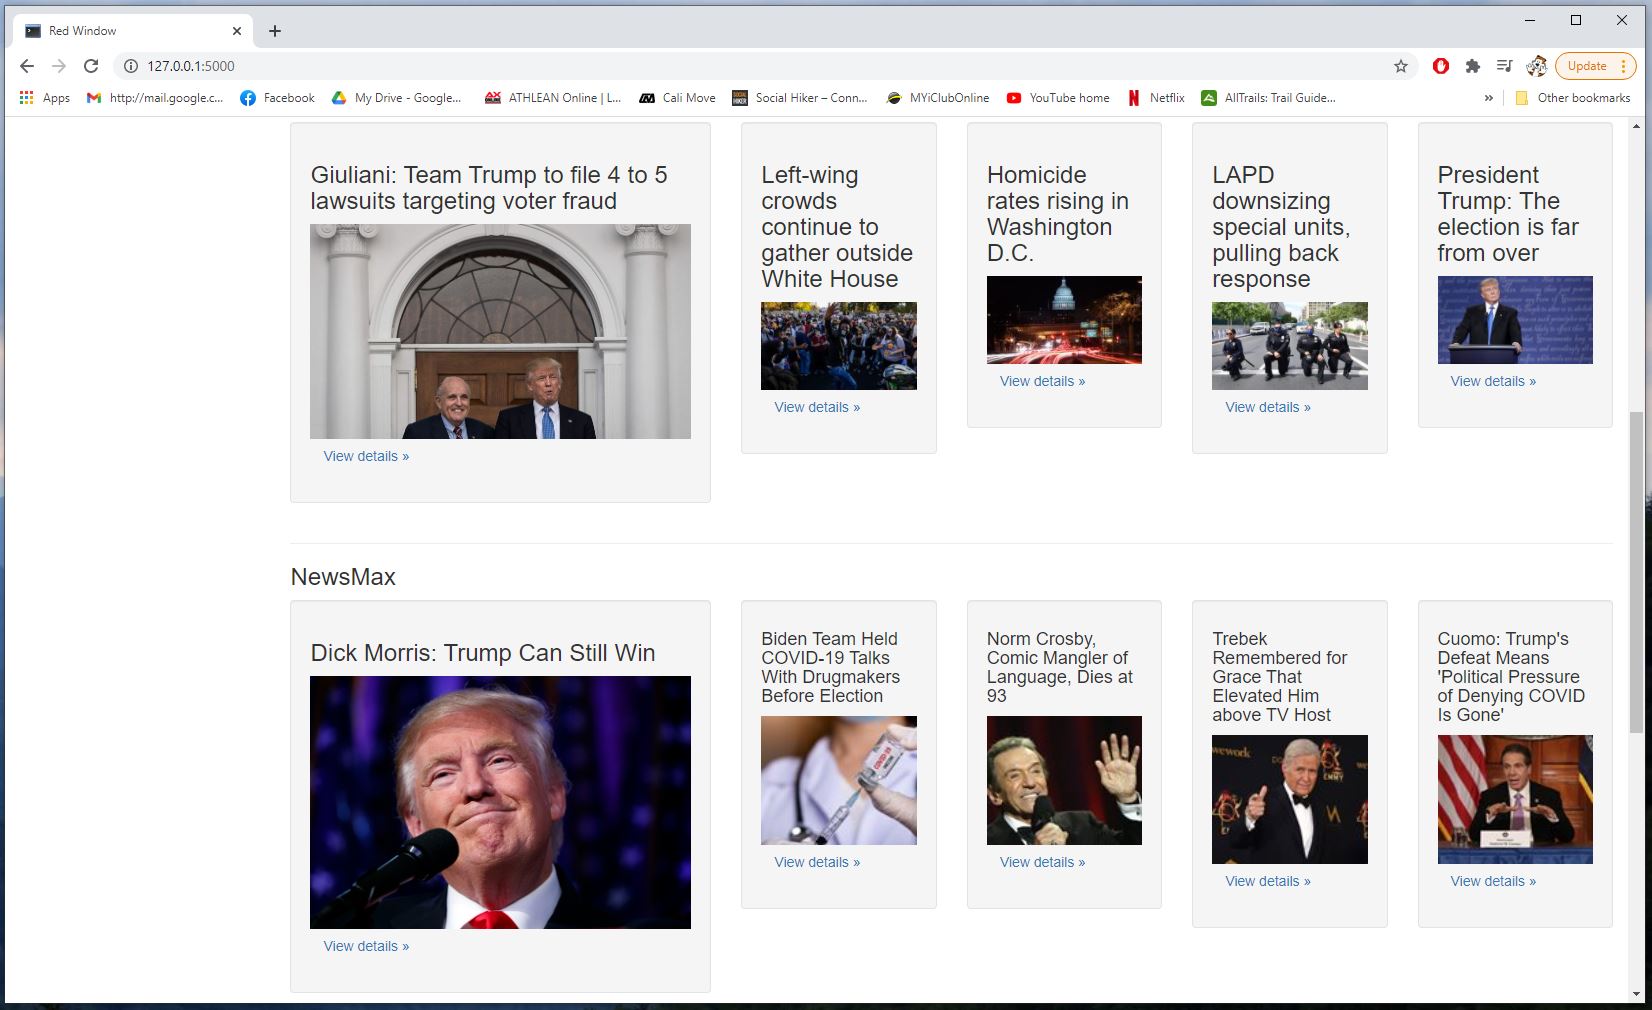 Red Window
127.0.0.1:5000
Update
Apps
http://mail.google.c...
Facebook
My Drive - Google...
ATHLEAN Online | L...
Cali Move
Social Hiker – Conn...
MYiClubOnline
YouTube home
Netflix
AllTrails: Trail Guide...
»
Other bookmarks
Giuliani: Team Trump to file 4 to 5
lawsuits targeting voter fraud
View details »
Left-wing
crowds
continue to
gather outside
White House
View details »
Homicide
rates rising in
Washington
D.C.
View details »
LAPD
downsizing
special units,
pulling back
response
View details »
President
Trump: The
election is far
from over
View details »
NewsMax
Dick Morris: Trump Can Still Win
View details »
Biden Team Held
COVID-19 Talks
With Drugmakers
Before Election
COVID-19
View details »
Norm Crosby,
Comic Mangler of
Language, Dies at
93
View details »
Trebek
Remembered for
Grace That
Elevated Him
above TV Host
wework
EMMY
View details »
Cuomo: Trump's
Defeat Means
'Political Pressure
of Denying COVID
Is Gone'
View details »